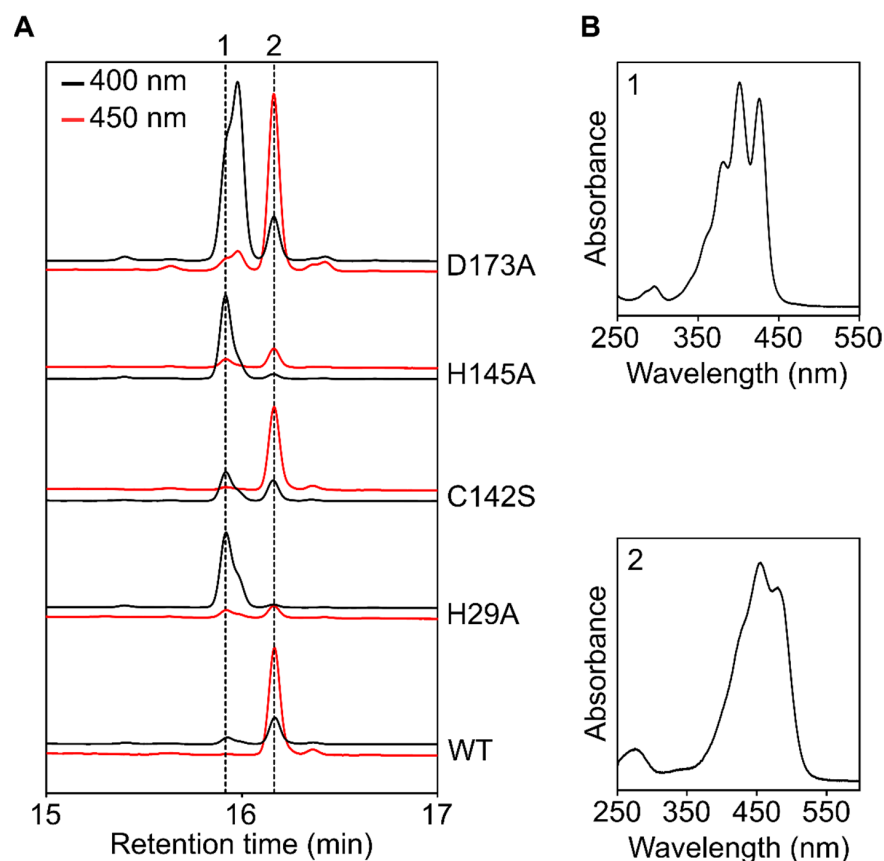 A
1 2
400 nm
450 nm
D173A
H145A
C142S
H29A
WT
15 16 17
Retention time (min)
B
1
Absorbance
250 350 450 550
Wavelength (nm)
2
Absorbance
250 350 450 550
Wavelength (nm)